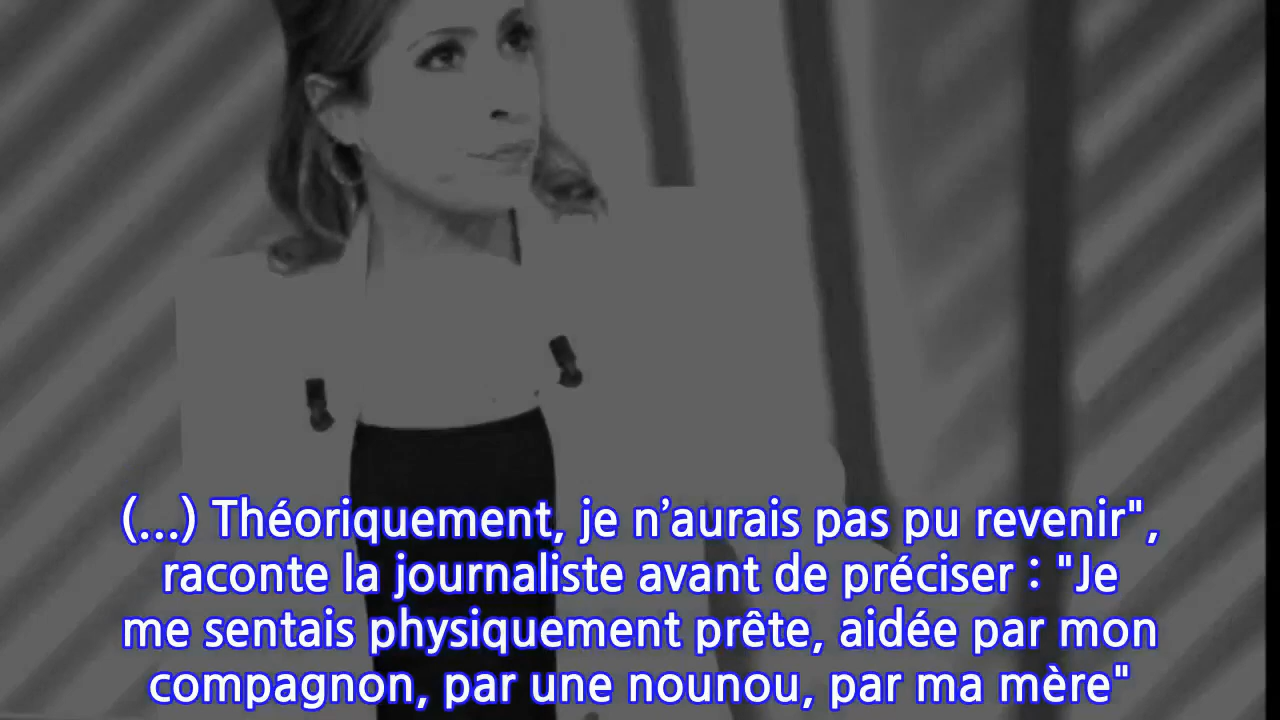 (...) Théoriquement, je n’aurais pas pu revenir",
raconte la journaliste avant de préciser : "Je
me sentais physiquement prête, aidée par mon
compagnon, par une nounou, par ma mère"